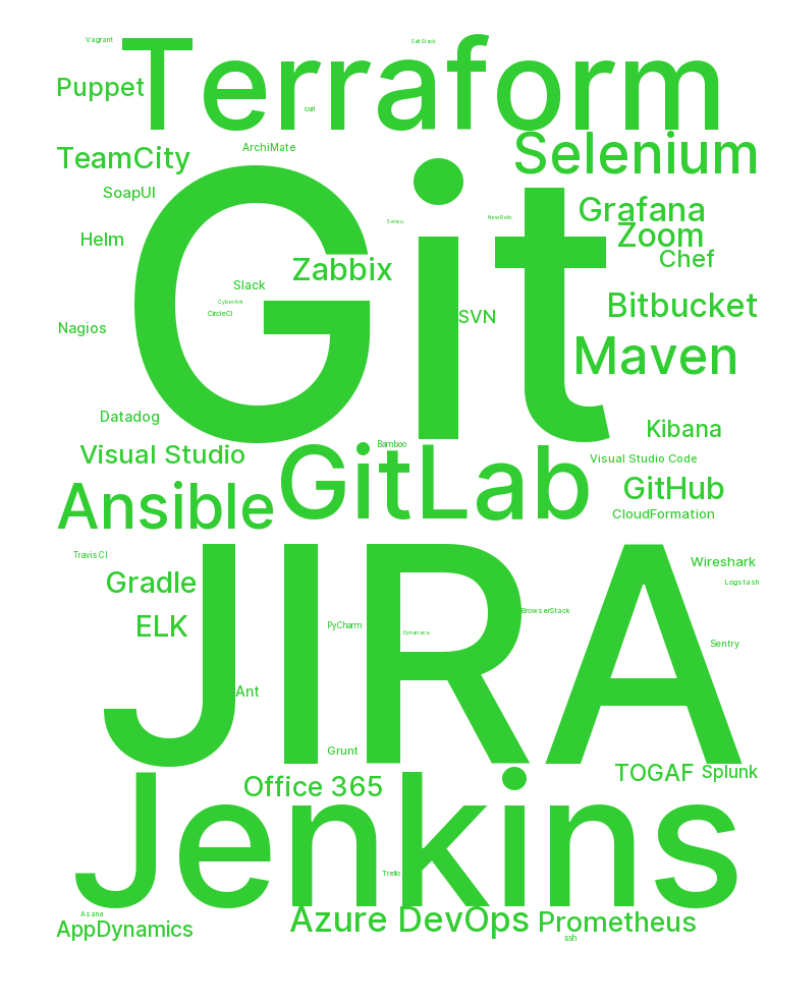 Vagrant
SaltStack
Terraform
Puppet
curl
ArchiMate
TeamCity
Selenium
SoapUI
Git
Grafana
Sensu
New Relic
Zoom
Helm
Chef
Zabbix
Slack
CyberArk
CircleCI
SVN
Bitbucket
Nagios
Maven
Datadog
Kibana
Bamboo
Visual Studio
GitLab
Visual Studio Code
GitHub
Ansible
CloudFormation
TravisCI
JIRA
Wireshark
Gradle
Logstash
BrowserStack
ELK
PyCharm
Dynatrace
Sentry
Ant
Grunt
TOGAF
Splunk
Office 365
Jenkins
Trello
Asana
Azure DevOps
Prometheus
AppDynamics
ssh